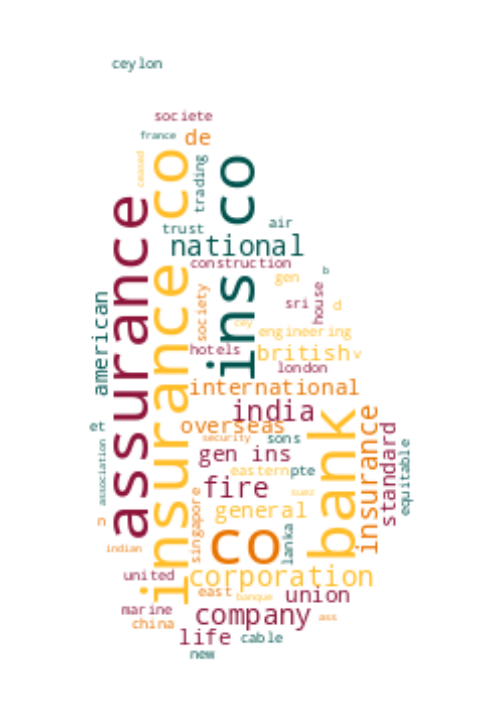 ceylon
societe
france
de
ceased
insurance co
trading
ins co
assurance
air
trust
national
construction
gen
b
house
society
sri
d
american
cey
engineering
hotels
british
v
london
international
india
overseas
insurance
bank
standard
et
security
sons
gen ins
equitable
association
eastern
pte
fire
singapore
suez
general
n
lanka
co
indian
united
corporation
east
banque
union
marine
company
ass
china
life
cable
new